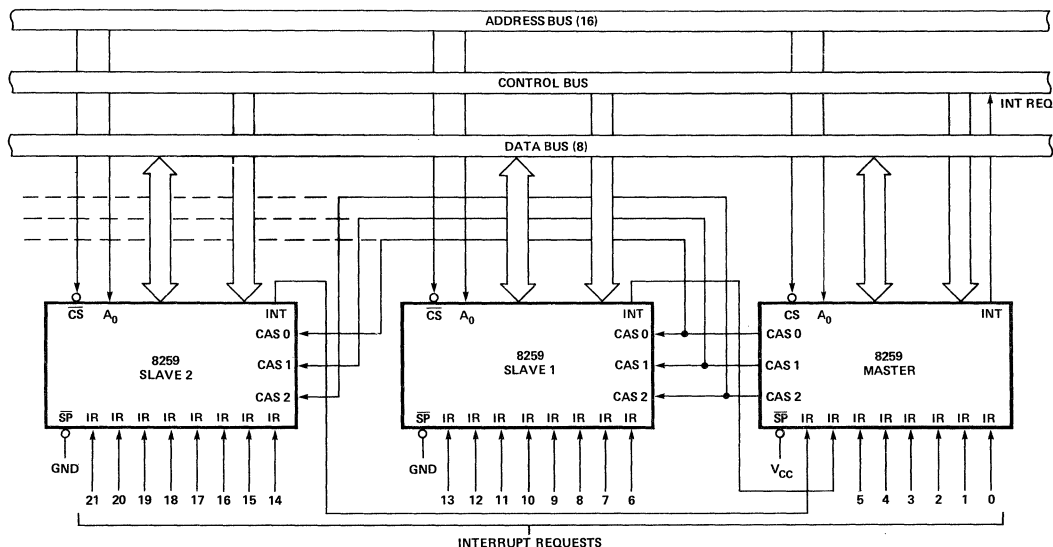 ADDRESS BUS (16)
CONTROL BUS
INT REQ
DATA BUS (8)
CS A0 INT
CAS 0
8259
SLAVE 2
CAS 1
CAS 2
SP IR IR IR IR IR IR IR IR
GND
21 20 19 18 17 16 15 14
CS A0 INT
CAS 0
8259
SLAVE 1
CAS 1
CAS 2
SP IR IR IR IR IR IR IR IR
GND
13 12 11 10 9 8 7 6
CS A0 INT
CAS 0
8259
MASTER
CAS 1
CAS 2
SP IR IR IR IR IR IR IR IR
VCC
5 4 3 2 1 0
INTERRUPT REQUESTS